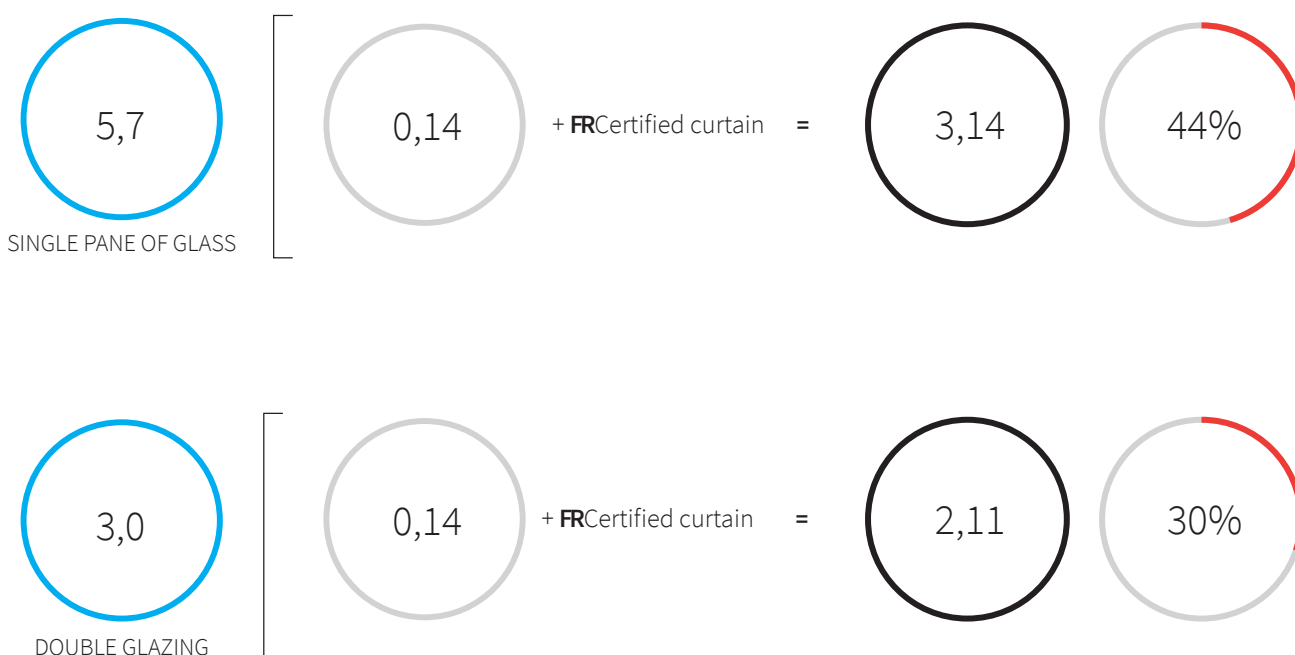 5,7
0,14
+ FRCertified curtain =
3,14
44%
SINGLE PANE OF GLASS
3,0
0,14
+ FRCertified curtain =
2,11
30%
DOUBLE GLAZING